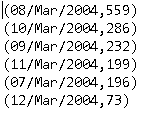 (08/Mar/2004,559)
(10/Mar/2004,286)
(09/Mar/2004,232)
(11/Mar/2004,199)
(07/Mar/2004,196)
(12/Mar/2004,73)